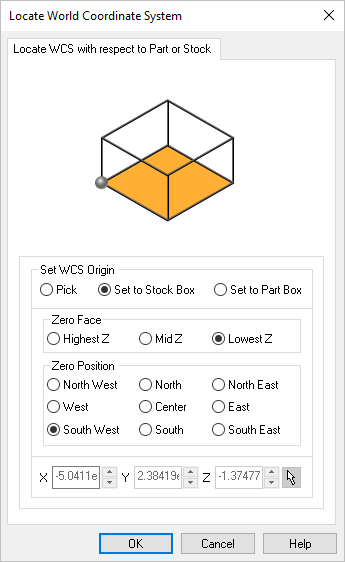 Locate World Coordinate System
Locate WCS with respect to Part or Stock
Set WCS Origin
Pick Set to Stock Box Set to Part Box
Zero Face
Highest Z Mid Z Lowest Z
Zero Position
North West North North East
West Center East
South West South South East
X -5.0411e Y 2.38419e Z -1.37477
OK Cancel Help